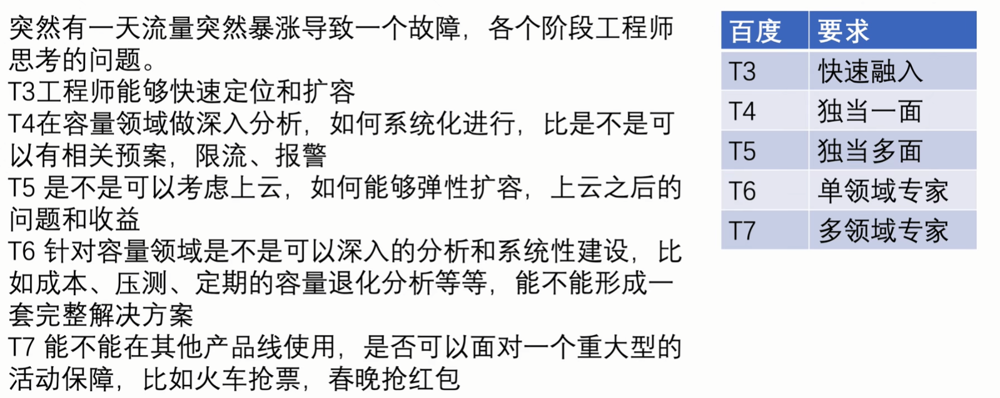 突然有一天流量突然暴涨导致一个故障，各个阶段工程师
思考的问题。
T3工程师能够快速定位和扩容
T4在容量领域做深入分析，如何系统化进行，比是不是可
以有相关预案，限流、报警
T5 是不是可以考虑上云，如何能够弹性扩容，上云之后的
问题和收益
T6 针对容量领域是不是可以深入的分析和系统性建设，比
如成本、压测、定期的容量退化分析等等，能不能形成一
套完整解决方案
T7 能不能在其他产品线使用，是否可以面对一个重大型的
活动保障，比如火车抢票，春晚抢红包
百度 要求
T3 快速融入
T4 独当一面
T5 独当多面
T6 单领域专家
T7 多领域专家